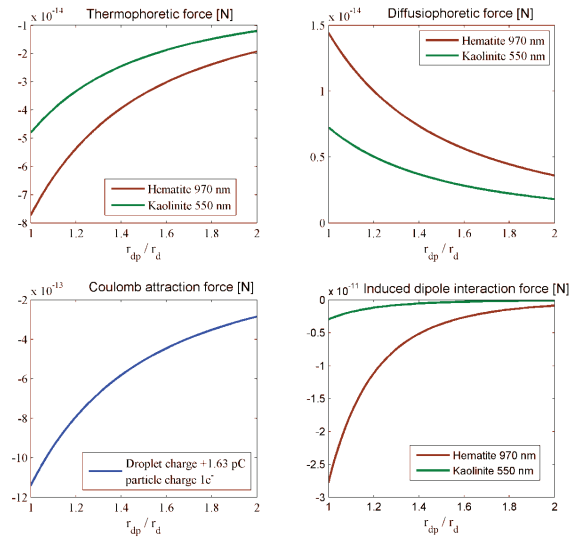 Thermophoretic force [N]
x 10^-14
-1
-2
-3
-4
-5
-6
-7
-8
1
1.2
1.4
1.6
1.8
2
r_dp / r_d
Hematite 970 nm
Kaolinite 550 nm
Diffusiophoretic force [N]
x 10^-14
1.5
1
0.5
0
1
1.2
1.4
1.6
1.8
2
r_dp / r_d
Hematite 970 nm
Kaolinite 550 nm
Coulomb attraction force [N]
x 10^-13
-2
-4
-6
-8
-10
-12
1
1.2
1.4
1.6
1.8
2
r_dp / r_d
Droplet charge +1.63 pC
particle charge 1e^-
Induced dipole interaction force [N]
x 10^-11
0
-0.5
-1
-1.5
-2
-2.5
-3
1
1.2
1.4
1.6
1.8
2
r_dp / r_d
Hematite 970 nm
Kaolinite 550 nm